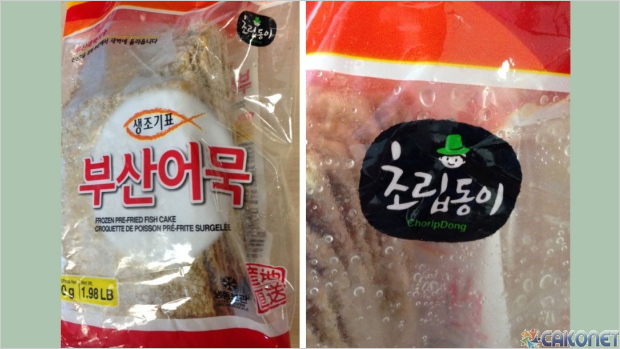 초립동이
생조기표
부산어묵
FROZEN PRE-FRIED FISH CAKE
CROQUETTE DE POISSON PRÉ-FRITE SURGELÉE
1.98 LB
초립동이
ChoripDong
CAKONET